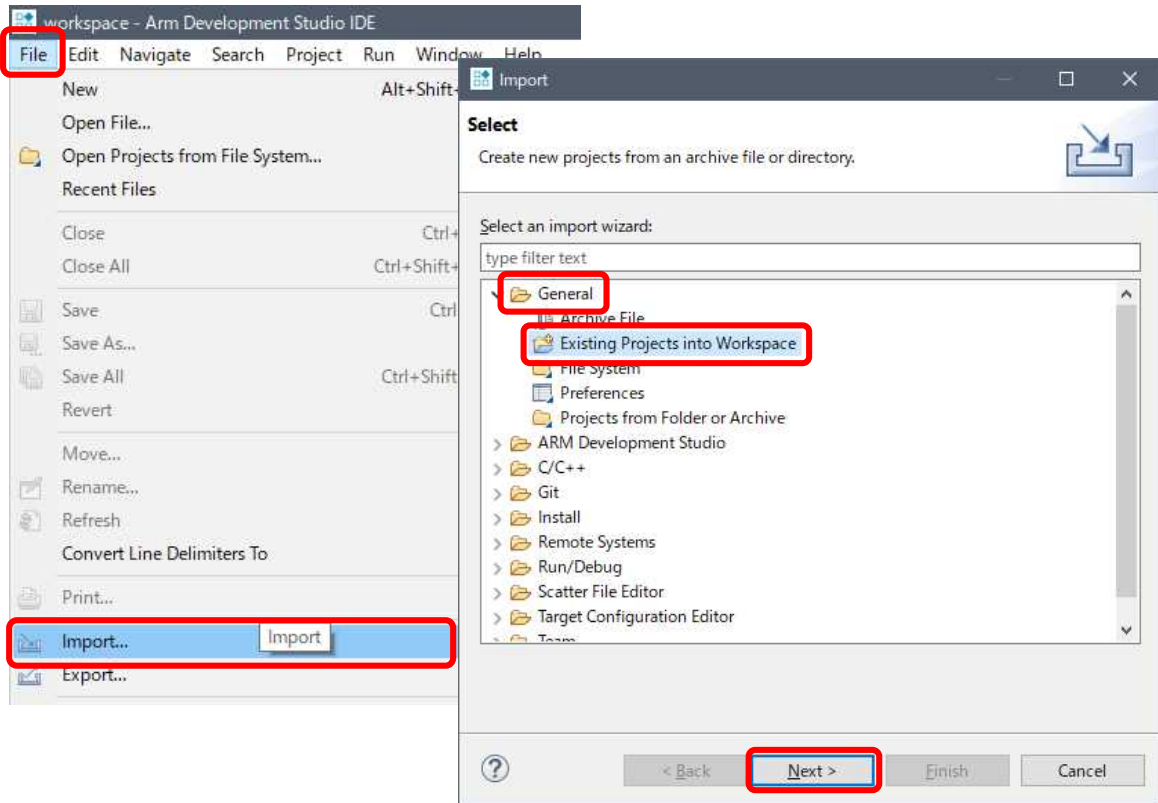 workspace - Arm Development Studio IDE
File Edit Navigate Search Project Run Window Help
New Alt+Shift+
Open File...
Open Projects from File System...
Recent Files
Close Ctrl+
Close All Ctrl+Shift+
Save Ctrl
Save As...
Save All Ctrl+Shift
Revert
Move...
Rename...
Refresh
Convert Line Delimiters To
Print...
Import...
Import
Export...
Import
Select
Create new projects from an archive file or directory.
Select an import wizard:
type filter text
General
Archive File
Existing Projects into Workspace
File System
Preferences
Projects from Folder or Archive
ARM Development Studio
C/C++
Git
Install
Remote Systems
Run/Debug
Scatter File Editor
Target Configuration Editor
Team
< Back Next > Finish Cancel